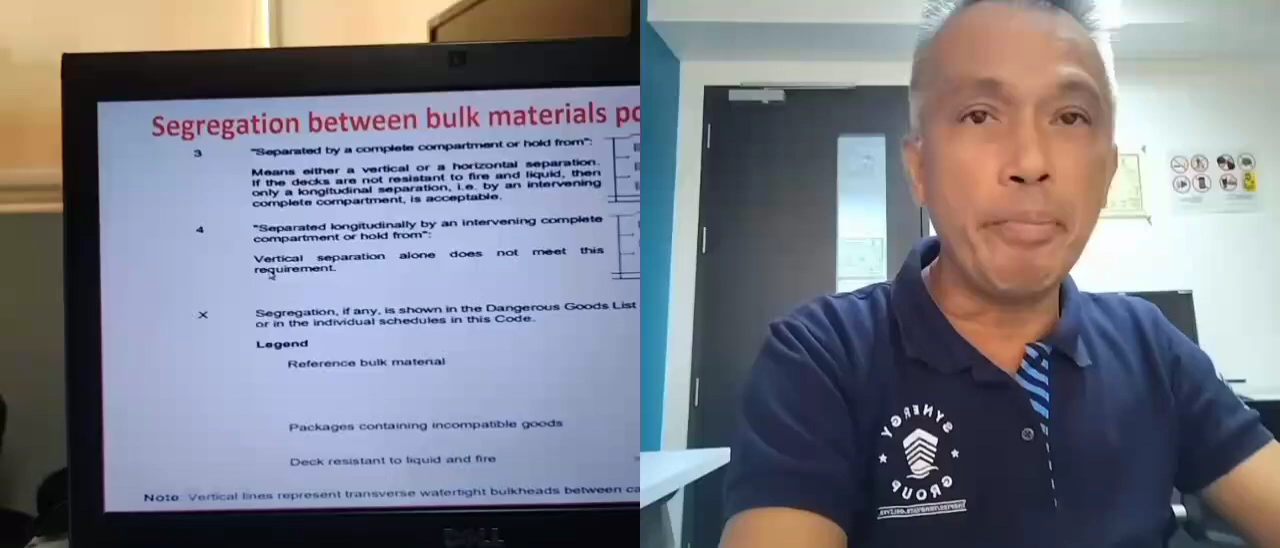 Segregation between bulk materials po
3 "Separated by a complete compartment or hold from":
Means either a vertical or a horizontal separation.
If the decks are not resistant to fire and liquid, then
only a longitudinal separation, i.e. by an intervening
complete compartment, is acceptable.
4 "Separated longitudinally by an intervening complete
compartment or hold from":
Vertical separation alone does not meet this
requirement.
X Segregation, if any, is shown in the Dangerous Goods List
or in the individual schedules in this Code.
Legend
Reference bulk material
Packages containing incompatible goods
Deck resistant to liquid and fire
Note Vertical lines represent transverse watertight bulkheads between ca
DELL
SYNERGY
GROUP